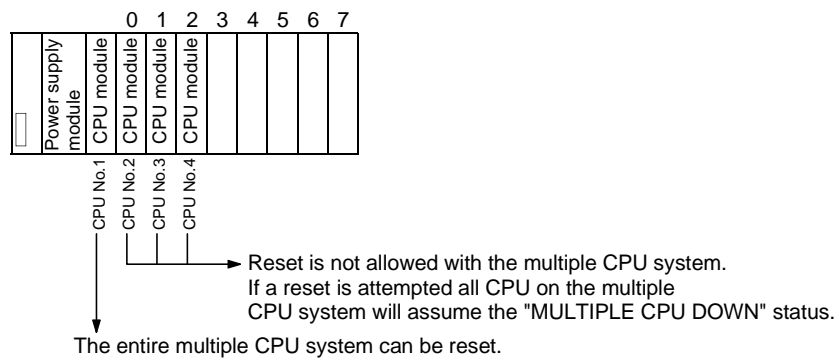 0 1 2 3 4 5 6 7
Power supply
module
CPU module
CPU module
CPU module
CPU module
CPU No.1
CPU No.2
CPU No.3
CPU No.4
Reset is not allowed with the multiple CPU system.
If a reset is attempted all CPU on the multiple
CPU system will assume the "MULTIPLE CPU DOWN" status.
The entire multiple CPU system can be reset.